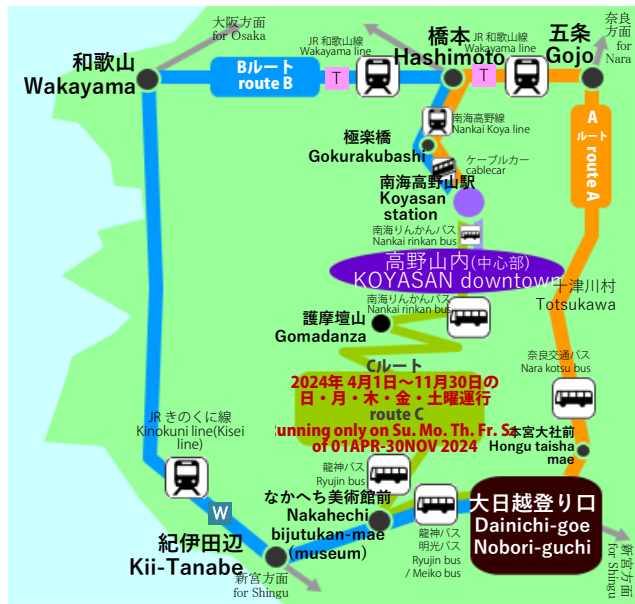 大阪方面
for Osaka
和歌山
Wakayama
Bルート
route B
T
JR 和歌山線
Wakayama line
橋本
Hashimoto
T
JR 和歌山線
Wakayama line
五条
Gojo
奈良
方面
for
Nara
A
ルート
route A
南海高野線
Nankai Koya line
極楽橋
Gokurakubashi
ケーブルカー
cablecar
南海高野山駅
Koyasan
station
南海りんかんバス
Nankai rinkan bus
高野山内(中心部)
KOYASAN downtown
十津川村
Totsukawa
南海りんかんバス
Nankai rinkan bus
護摩壇山
Gomadanza
Cルート
2024年 4月1日～11月30日の
日・月・木・金・土曜運行
route C
unning only on Su. Mo. Th. Fr. Sa
of 01APR-30NOV 2024
奈良交通バス
Nara kotsu bus
本宮大社前
Hongu taisha
mae
JR きのくに線
Kinokuni line(Kisei
line)
W
龍神バス
Ryujin bus
なかへち美術館前
Nakahechi
bijutukan-mae
(museum)
大日越登り口
Dainichi-goe
Nobori-guchi
龍神バス
明光バス
Ryujin bus
/ Meiko bus
紀伊田辺
Kii-Tanabe
新宮方面
for Shingu
新宮方面
for Shingu